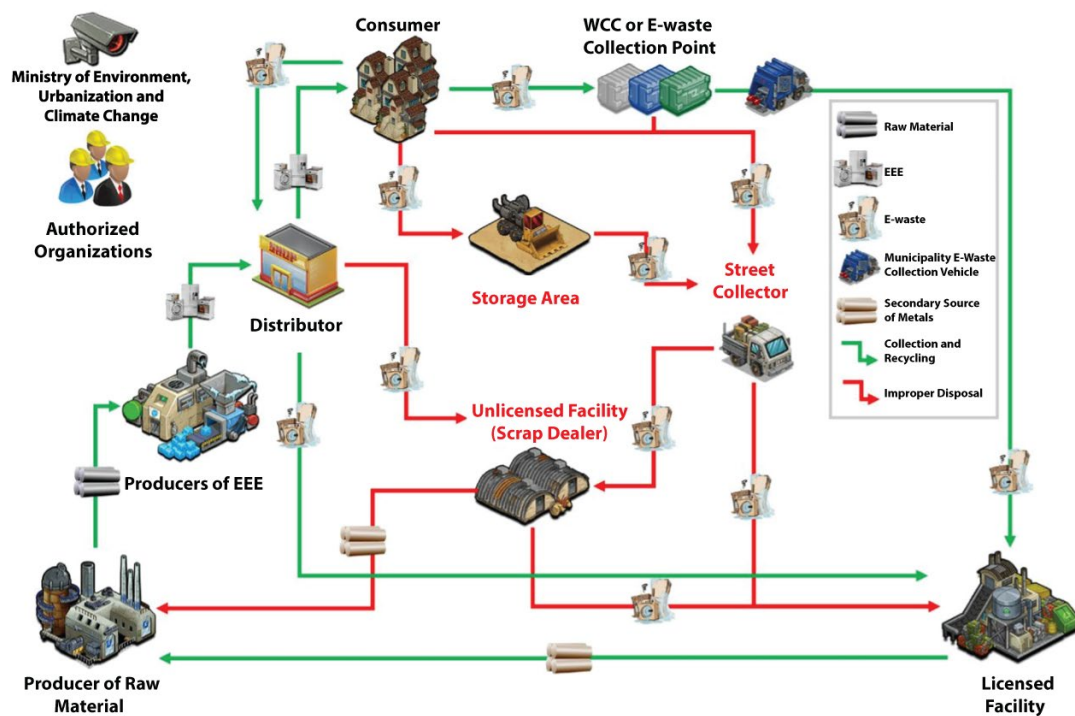 Consumer
WCC or E-waste
Collection Point
Ministry of Environment,
Urbanization and
Climate Change
Authorized
Organizations
Raw Material
EEE
E-waste
Municipality E-Waste
Collection Vehicle
Secondary Source
of Metals
Collection and
Recycling
Improper Disposal
SHOP
Distributor
Storage Area
Street
Collector
Unlicensed Facility
(Scrap Dealer)
Producers of EEE
Producer of Raw
Material
Licensed
Facility